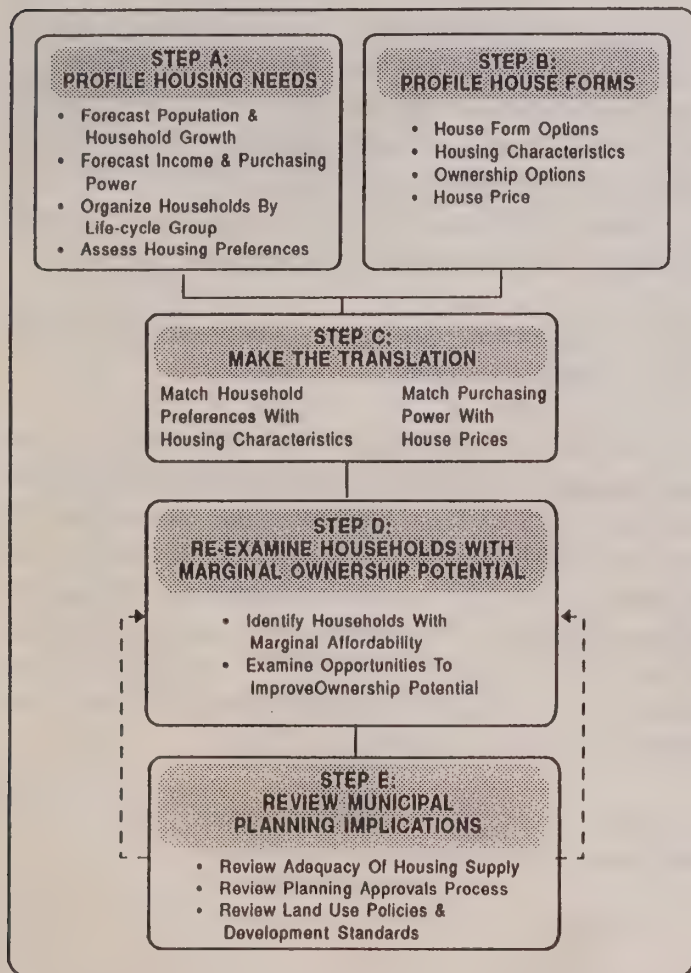 STEP A:
PROFILE HOUSING NEEDS
• Forecast Population &
Household Growth
• Forecast Income & Purchasing
Power
• Organize Households By
Life-cycle Group
• Assess Housing Preferences
STEP B:
PROFILE HOUSE FORMS
• House Form Options
• Housing Characteristics
• Ownership Options
• House Price
STEP C:
MAKE THE TRANSLATION
Match Household
Preferences With
Housing Characteristics
Match Purchasing
Power With
House Prices
STEP D:
RE-EXAMINE HOUSEHOLDS WITH
MARGINAL OWNERSHIP POTENTIAL
• Identify Households With
Marginal Affordability
• Examine Opportunities To
ImproveOwnership Potential
STEP E:
REVIEW MUNICIPAL
PLANNING IMPLICATIONS
• Review Adequacy Of Housing Supply
• Review Planning Approvals Process
• Review Land Use Policies &
Development Standards